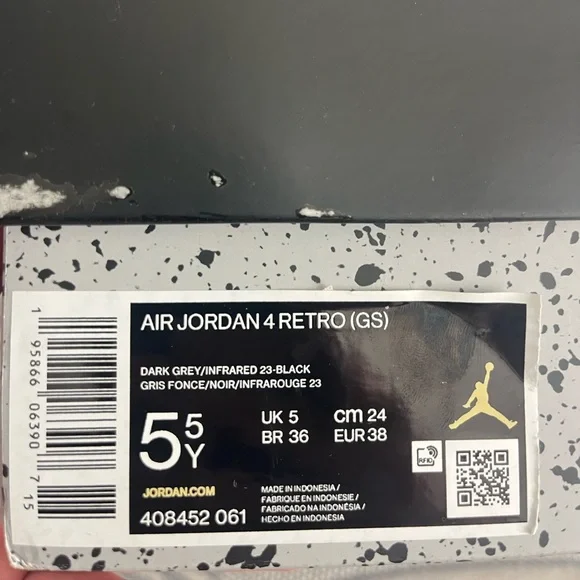 AIR JORDAN 4 RETRO (GS)
DARK GREY/INFRARED 23-BLACK
GRIS FONCE/NOIR/INFRAROUGE 23
5 5 Y
UK 5 cm 24
BR 36 EUR 38
RFID
JORDAN.COM
408452 061
MADE IN INDONESIA /
FABRIQUE EN INDONESIE /
FABRICADO NA INDONÉSIA /
HECHO EN INDONESIA
1 95866 06390 7 15